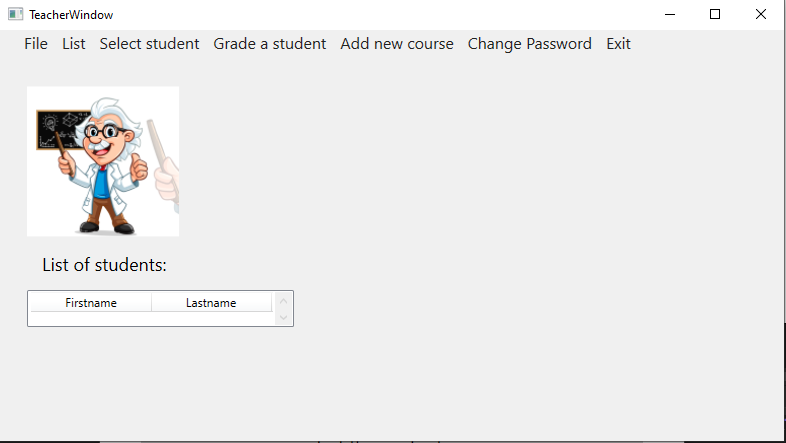 TeacherWindow
File List Select student Grade a student Add new course Change Password Exit
List of students:
Firstname Lastname